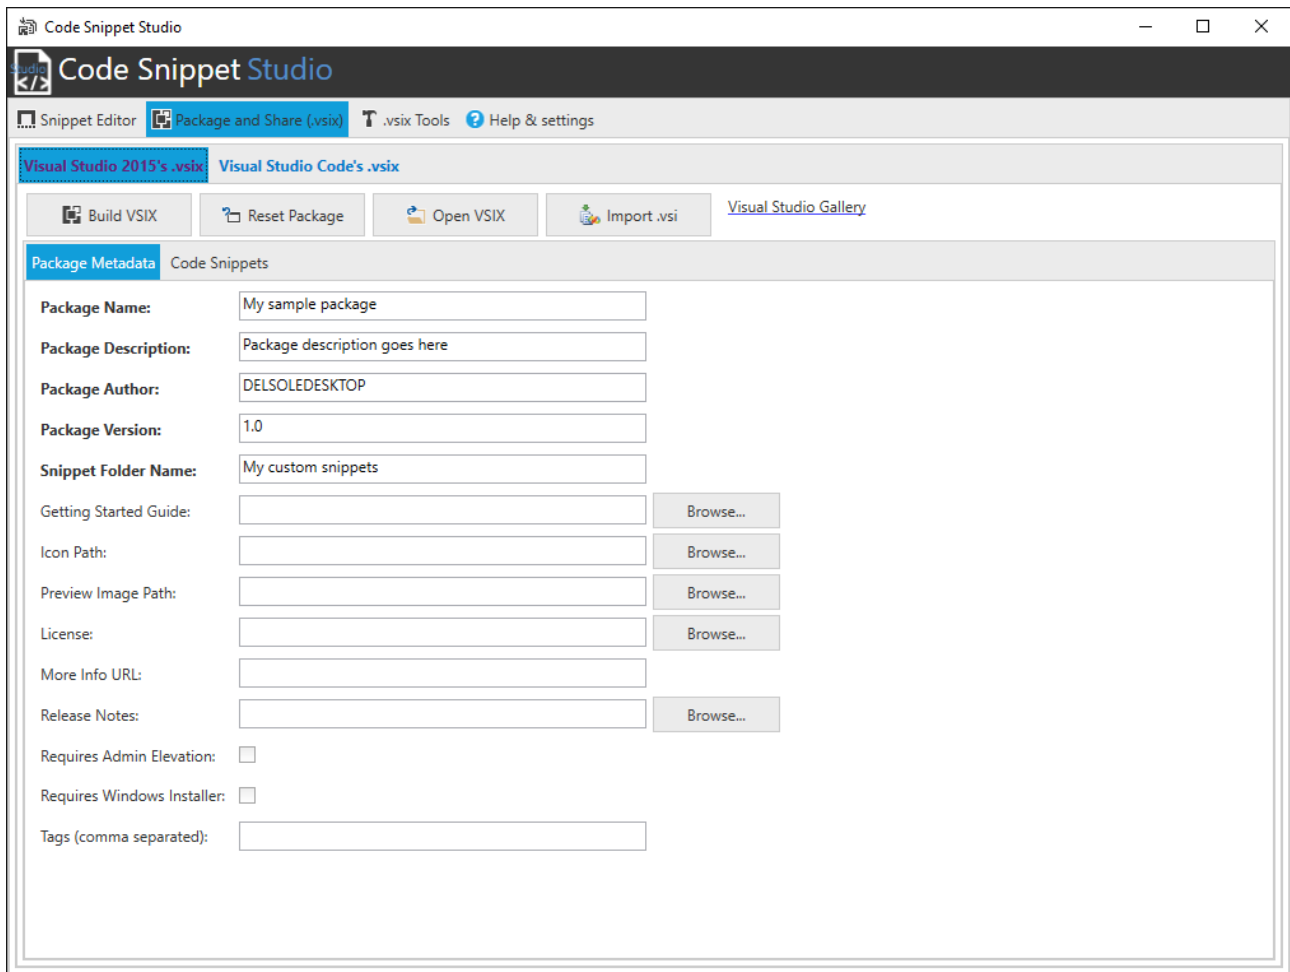 Code Snippet Studio
Studio
</>
Code Snippet Studio
Snippet Editor Package and Share (.vsix) .vsix Tools ? Help & settings
Visual Studio 2015's .vsix Visual Studio Code's .vsix
Build VSIX Reset Package Open VSIX Import .vsi Visual Studio Gallery
Package Metadata Code Snippets
Package Name: My sample package
Package Description: Package description goes here
Package Author: DELSOLEDESKTOP
Package Version: 1.0
Snippet Folder Name: My custom snippets
Getting Started Guide: Browse...
Icon Path: Browse...
Preview Image Path: Browse...
License: Browse...
More Info URL:
Release Notes: Browse...
Requires Admin Elevation:
Requires Windows Installer:
Tags (comma separated):